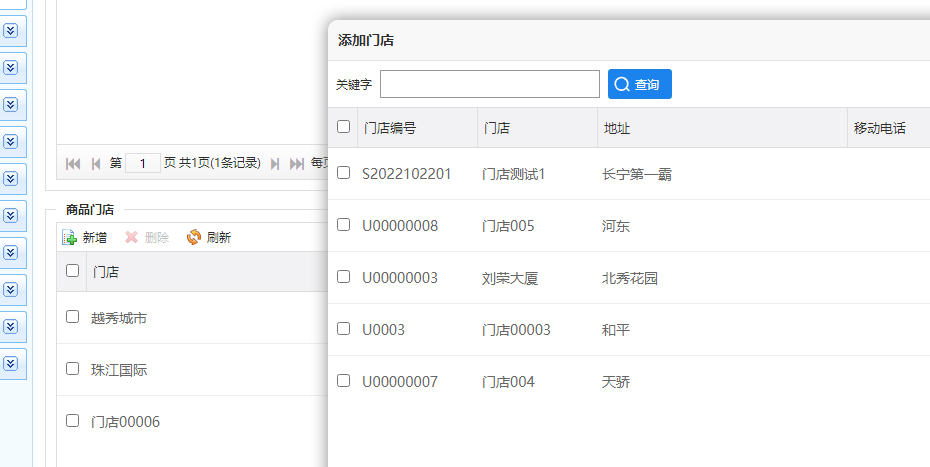 添加门店
关键字 查询
门店编号 门店 地址 移动电话
S2022102201 门店测试1 长宁第一霸
U00000008 门店005 河东
U00000003 刘荣大厦 北秀花园
U0003 门店00003 和平
U00000007 门店004 天骄
第 1 页 共1页(1条记录) 每
商品门店
新增 删除 刷新
门店
越秀城市
珠江国际
门店00006